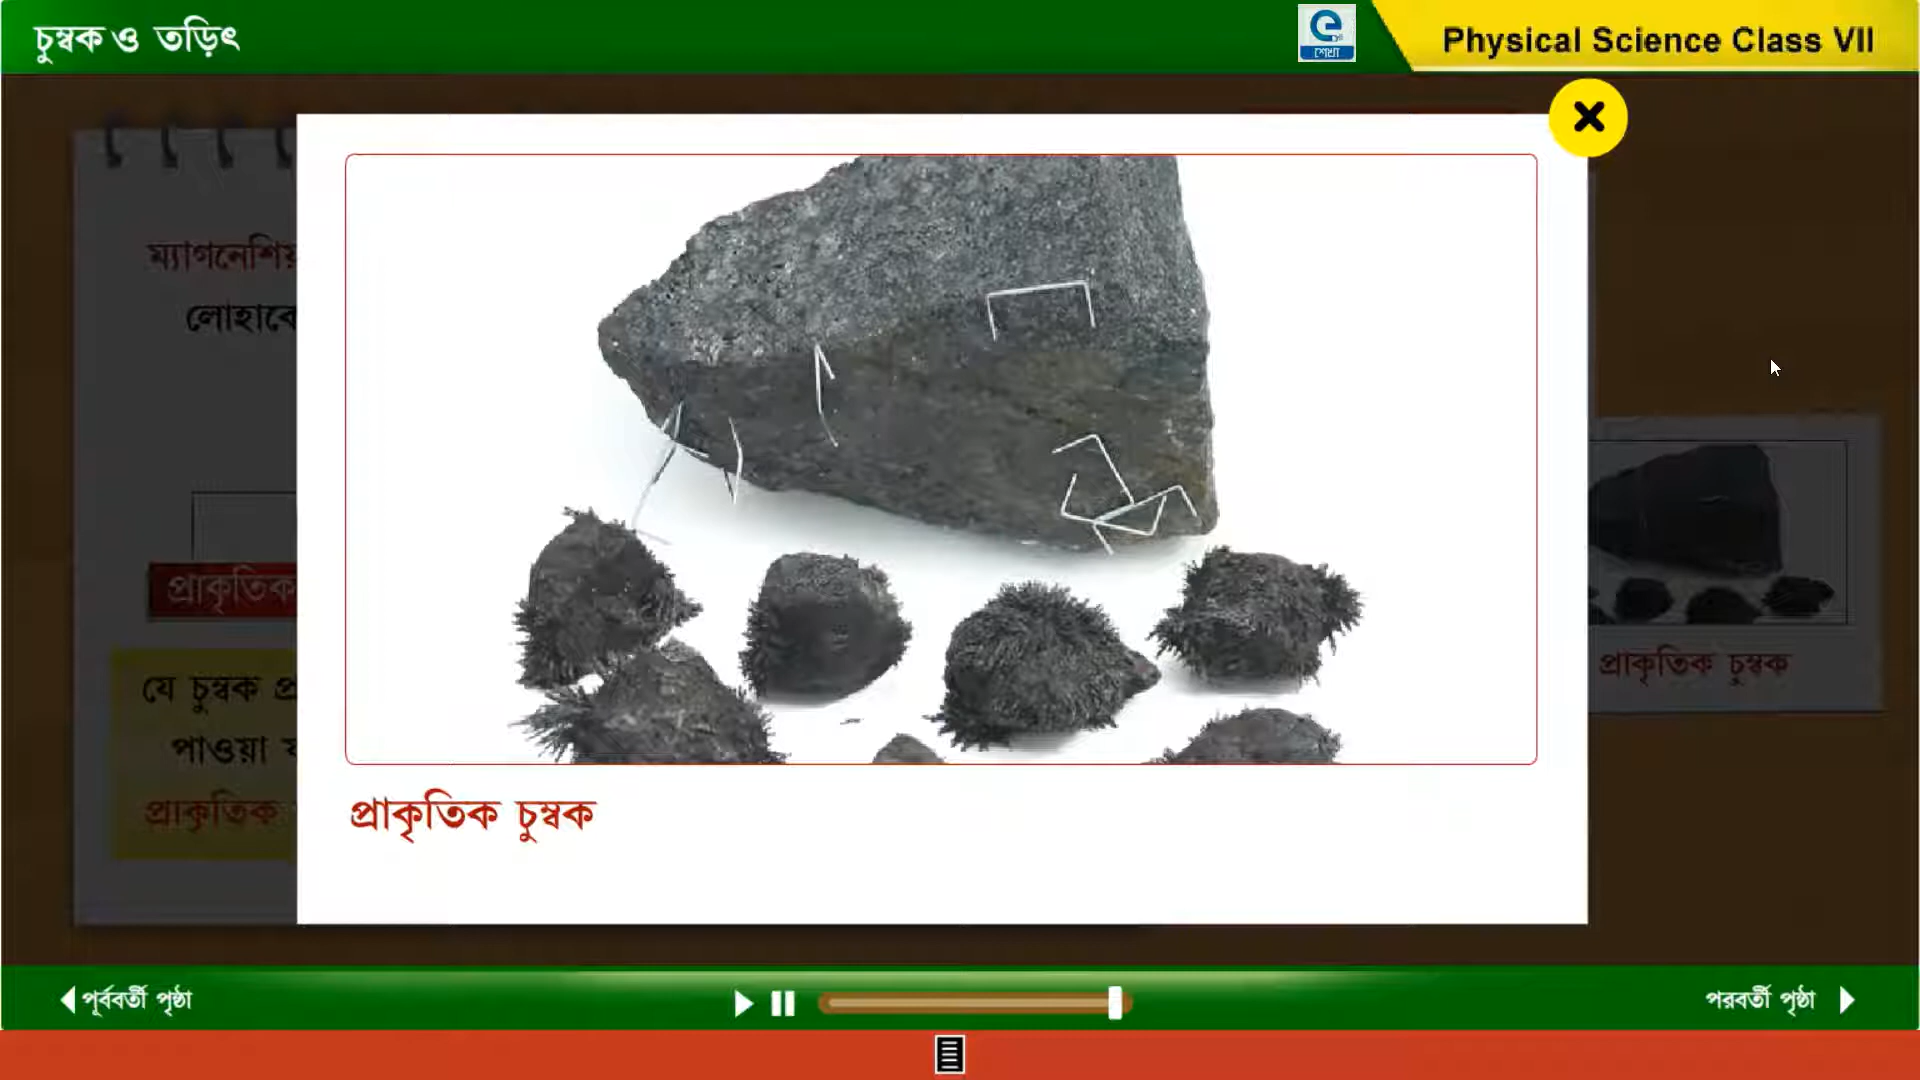 চুম্বক ও তড়িৎ
শেখা
Physical Science Class VII
ম্যাগনেশিয়
লোহাকে
প্রাকৃতিক
যে চুম্বক প্র
পাওয়া য
প্রাকৃতিক
প্রাকৃতিক চুম্বক
প্রাকৃতিক চুম্বক
পূর্ববর্তী পৃষ্ঠা
পরবর্তী পৃষ্ঠা